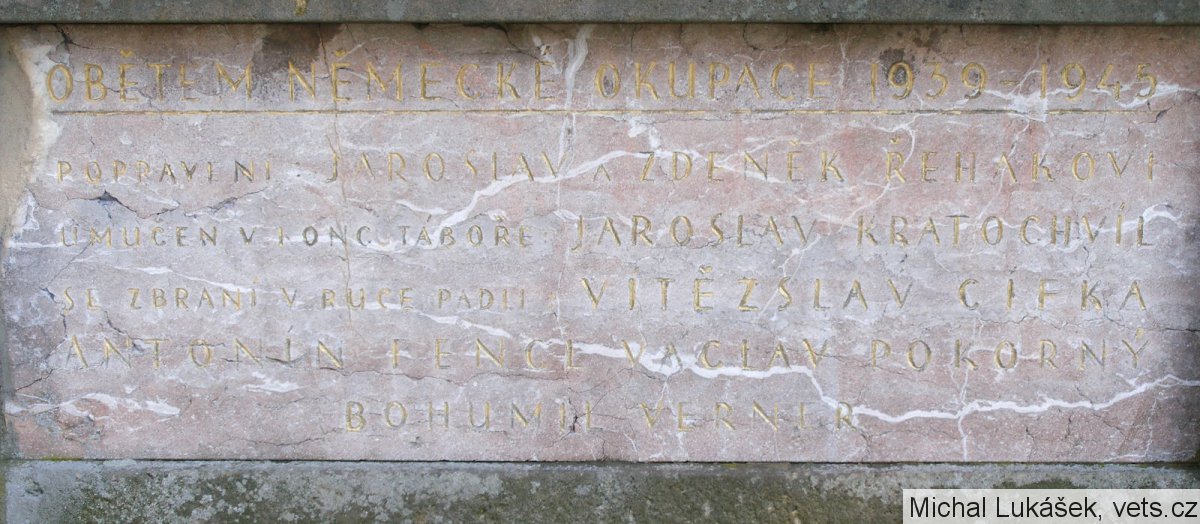 OBĚTEM NĚMECKÉ OKUPACE 1939-1945
POPRAVENI: JAROSLAV A ZDENĚK ŘEHÁKOVI
UMUČEN V KONC. TÁBOŘE: JAROSLAV KRATOCHVÍL
SE ZBRANÍ V RUCE PADLI: VÍTĚZSLAV CÍFKA
ANTONÍN FENCL VÁCLAV POKORNÝ
BOHUMIL VERNER
Michal Lukášek, vets.cz